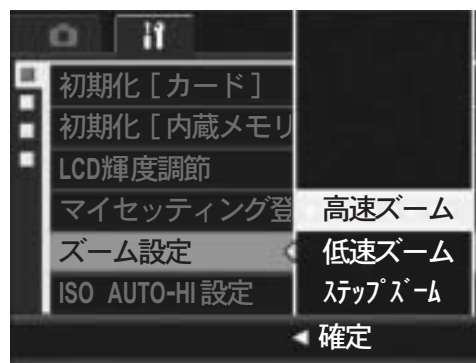 初期化［カード］
初期化［内蔵メモリ
LCD輝度調節
マイセッティング登
ズーム設定
ISO AUTO-HI設定
高速ズーム
低速ズーム
ｽﾃｯﾌﾟｽﾞｰﾑ
確定